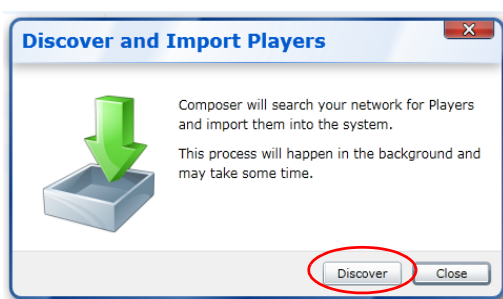 Discover and Import Players
Composer will search your network for Players
and import them into the system.
This process will happen in the background and
may take some time.
Discover
Close